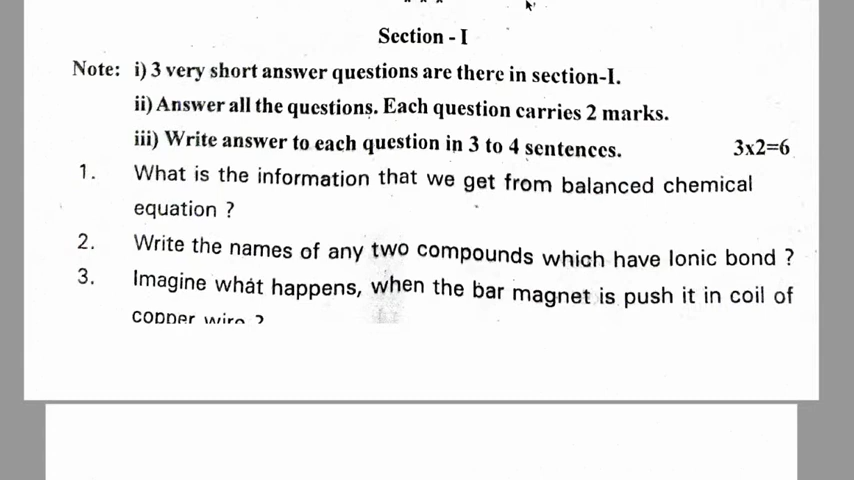 * * *
Section - I
Note: i) 3 very short answer questions are there in section-I.
ii) Answer all the questions. Each question carries 2 marks.
iii) Write answer to each question in 3 to 4 sentences. 3x2=6
1. What is the information that we get from balanced chemical
equation ?
2. Write the names of any two compounds which have Ionic bond ?
3. Imagine what happens, when the bar magnet is push it in coil of
copper wire ?